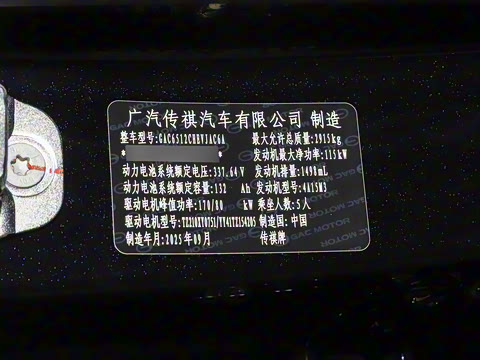 广汽传祺汽车有限公司 制造
整车型号:GAC6512CHBVJAC6A 最大允许总质量:2915kg
* * 发动机最大净功率:115kW
动力电池系统额定电压:337.64V 发动机排量:1498mL
动力电池系统额定容量:132 Ah 发动机型号:4A15M3
驱动电机峰值功率:170/80 kW 乘坐人数:5人
驱动电机型号: 制造国:中国
制造年月:2025年09月 传祺牌